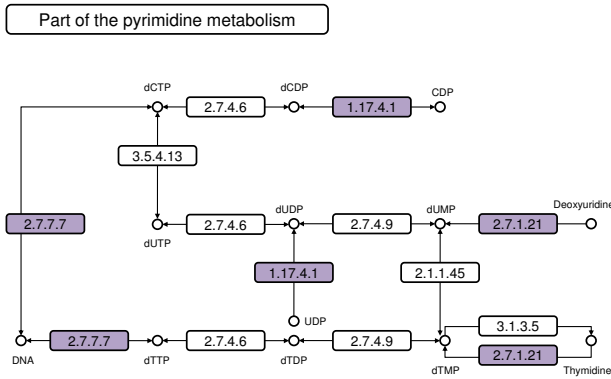 Part of the pyrimidine metabolism
dCTP
dCDP
CDP
2.7.4.6
1.17.4.1
3.5.4.13
dUDP
dUMP
Deoxyuridine
2.7.7.7
2.7.4.6
2.7.4.9
2.7.1.21
dUTP
1.17.4.1
2.1.1.45
UDP
3.1.3.5
2.7.7.7
2.7.4.6
2.7.4.9
2.7.1.21
DNA
dTTP
dTDP
dTMP
Thymidine